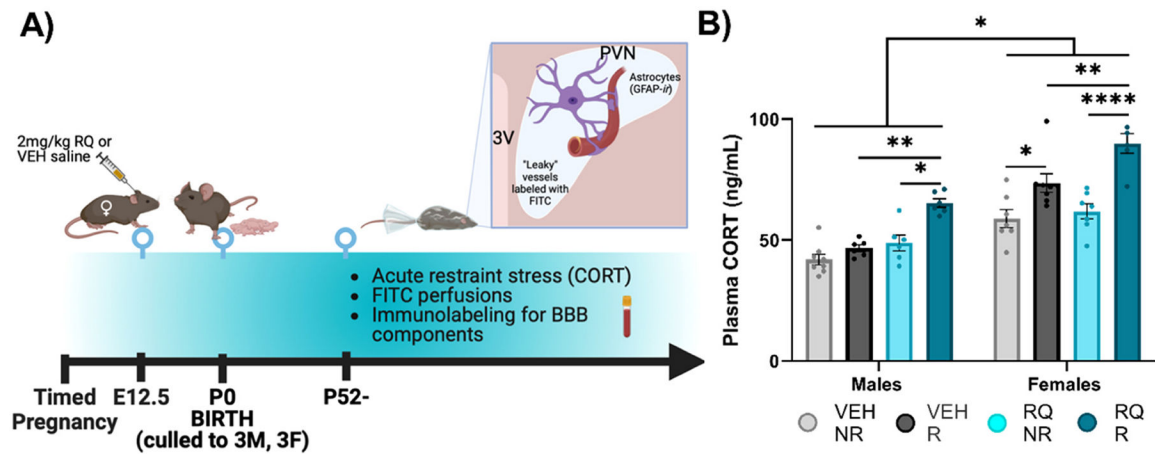 A)
2mg/kg RQ or
VEH saline
♀
PVN
Astrocytes
(GFAP-ir)
3V
"Leaky"
vessels
labeled with
FITC
• Acute restraint stress (CORT)
• FITC perfusions
• Immunolabeling for BBB
components
Timed
Pregnancy
E12.5
P0
BIRTH
(culled to 3M, 3F)
P52-
B)
*
**
****
**
*
*
Plasma CORT (ng/mL)
100
50
0
Males
Females
VEH
NR
VEH
R
RQ
NR
RQ
R